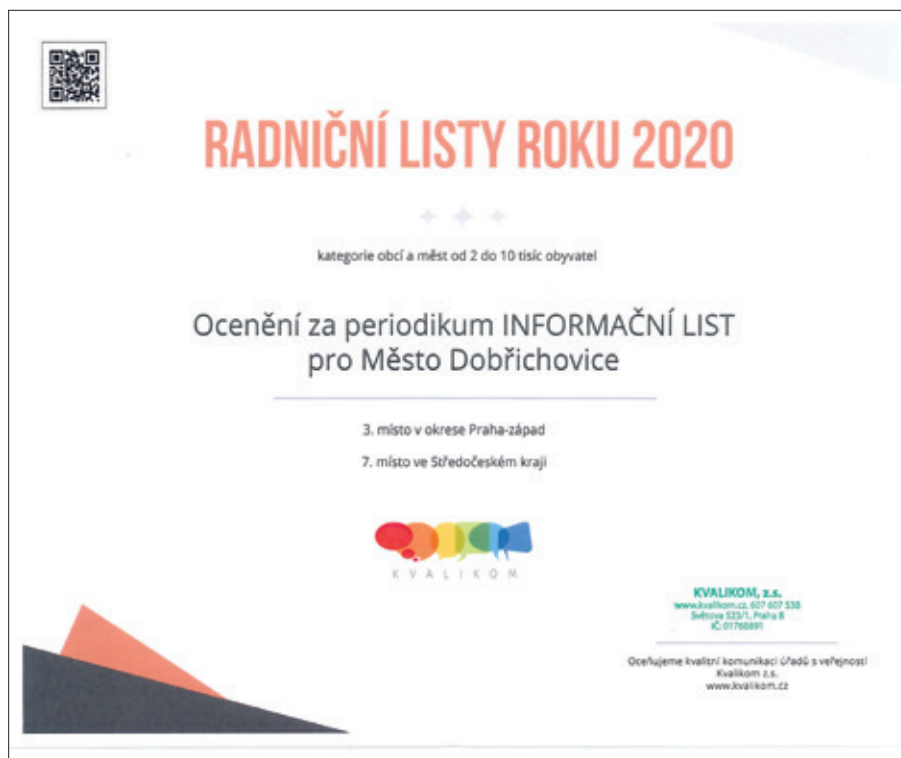 RADNIČNÍ LISTY ROKU 2020
kategorie obcí a měst od 2 do 10 tisíc obyvatel
Ocenění za periodikum INFORMAČNÍ LIST
pro Město Dobřichovice
3. místo v okrese Praha-západ
7. místo ve Středočeském kraji
KVALIKOM
KVALIKOM, z.s.
www.kvalikom.cz, 607 607 538
Světova 523/1, Praha 8
IČ: 01768891
Oceňujeme kvalitní komunikaci úřadů s veřejností
Kvalikom z.s.
www.kvalikom.cz